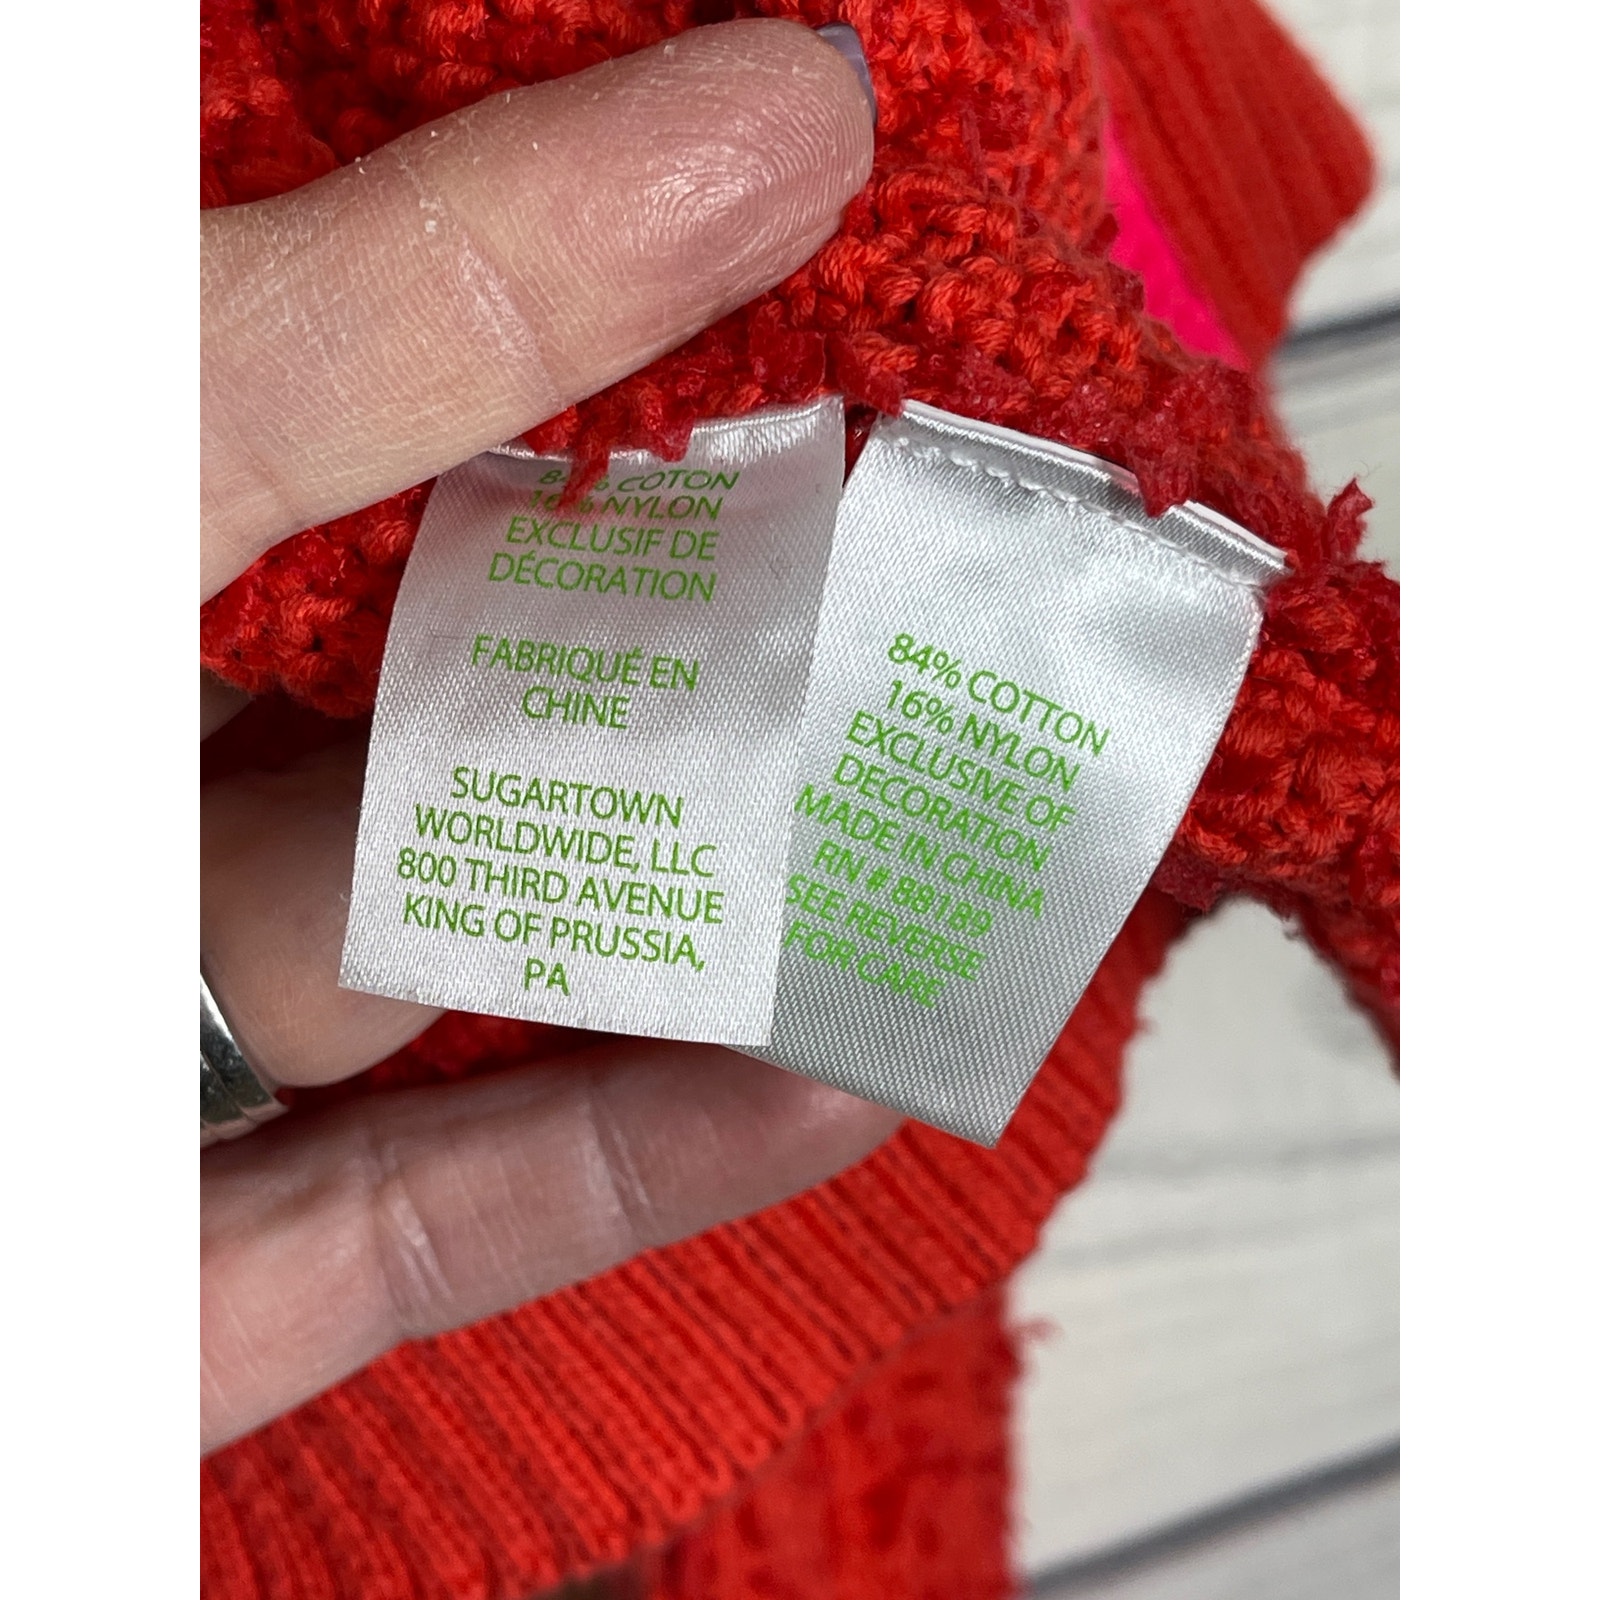 84% COTON
16% NYLON
EXCLUSIF DE
DÉCORATION
FABRIQUÉ EN
CHINE
SUGARTOWN
WORLDWIDE, LLC
800 THIRD AVENUE
KING OF PRUSSIA,
PA
84% COTTON
16% NYLON
EXCLUSIVE OF
DECORATION
MADE IN CHINA
RN # 88189
SEE REVERSE
FOR CARE